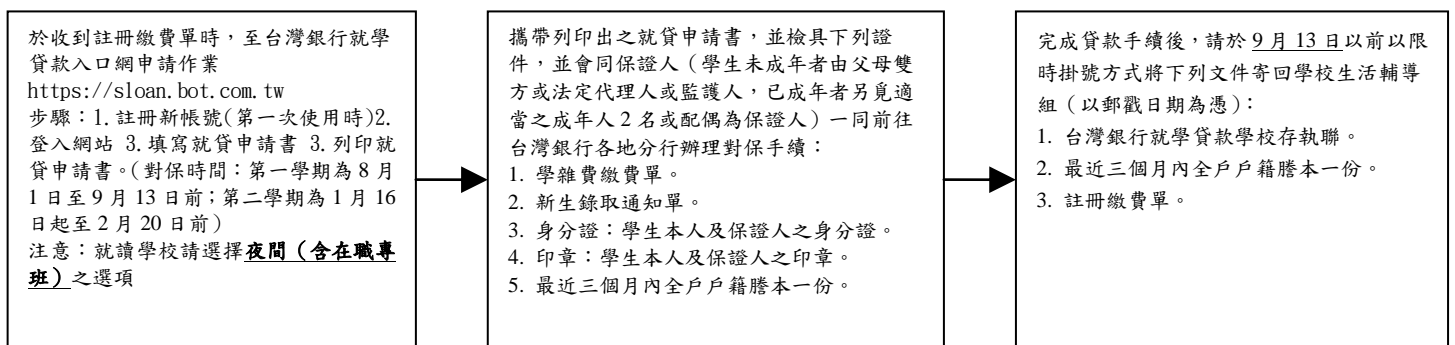 於收到註冊繳費單時，至台灣銀行就學
貸款入口網申請作業
https://sloan.bot.com.tw
步驟：1.註冊新帳號(第一次使用時)2.
登入網站 3.填寫就貸申請書 3.列印就
貸申請書。(對保時間：第一學期為 8 月
1 日至 9 月 13 日前；第二學期為 1 月 16
日起至 2 月 20 日前)
注意：就讀學校請選擇夜間（含在職專
班）之選項
攜帶列印出之就貸申請書，並檢具下列證
件，並會同保證人（學生未成年者由父母雙
方或法定代理人或監護人，已成年者另覓適
當之成年人 2 名或配偶為保證人）一同前往
台灣銀行各地分行辦理對保手續：
1. 學雜費繳費單。
2. 新生錄取通知單。
3. 身分證：學生本人及保證人之身分證。
4. 印章：學生本人及保證人之印章。
5. 最近三個月內全戶戶籍謄本一份。
完成貸款手續後，請於 9 月 13 日以前以限
時掛號方式將下列文件寄回學校生活輔導
組（以郵戳日期為憑）：
1. 台灣銀行就學貸款學校存執聯。
2. 最近三個月內全戶戶籍謄本一份。
3. 註冊繳費單。